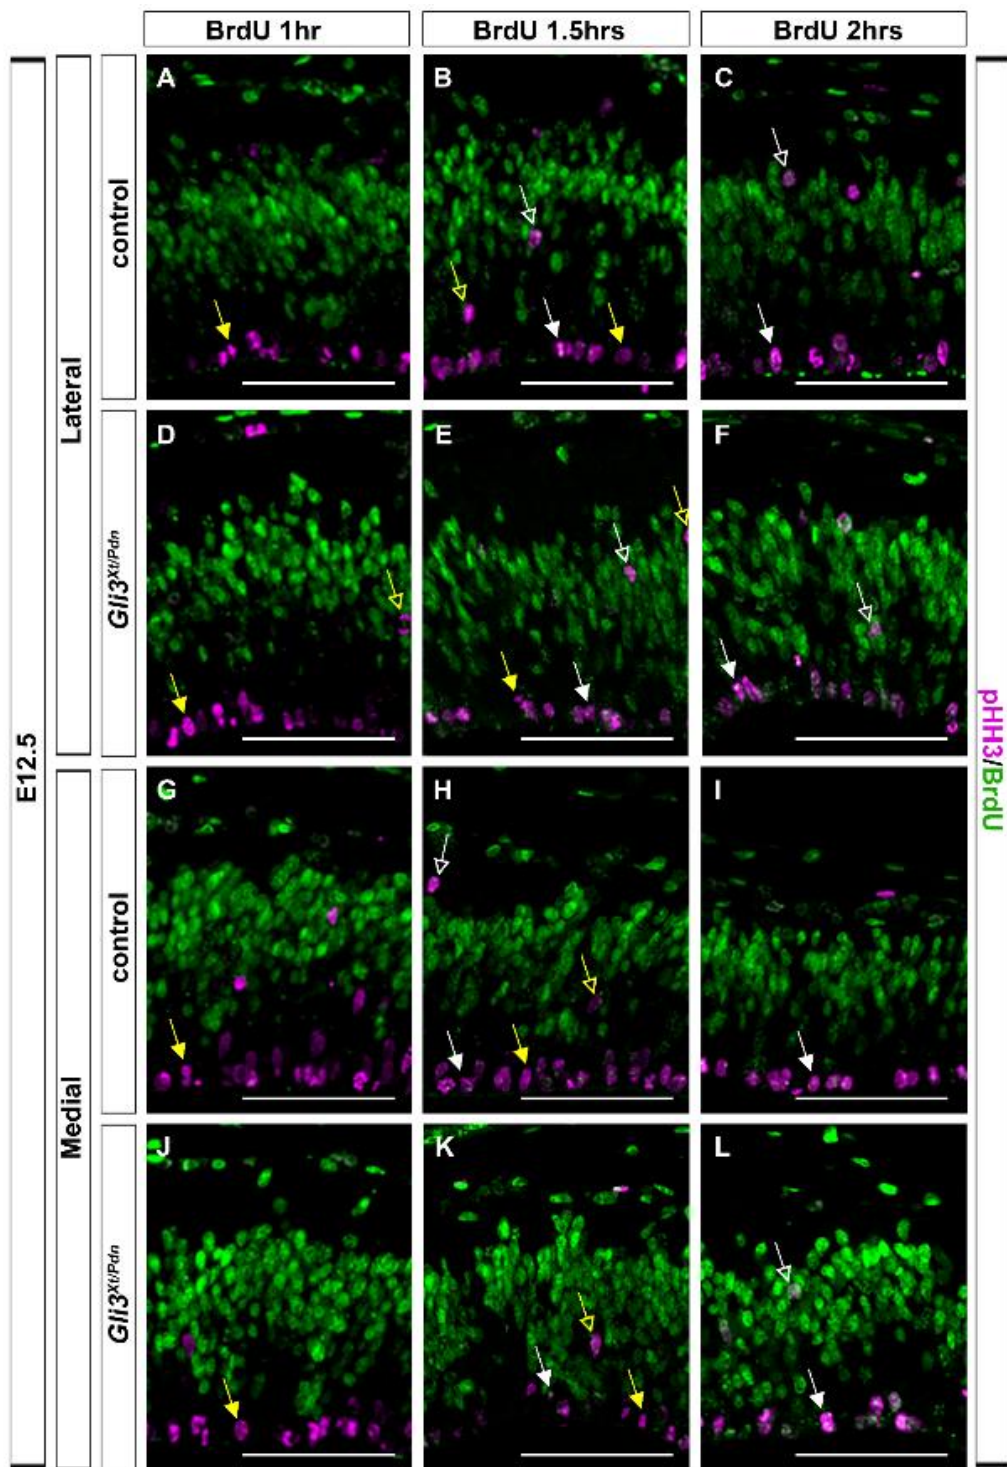 BrdU 1hr
BrdU 1.5hrs
BrdU 2hrs
E12.5
Lateral
control
A
B
C
Gli3Xt/Pdn
D
E
F
pHH3/BrdU
Medial
control
G
H
I
Gli3Xt/Pdn
J
K
L